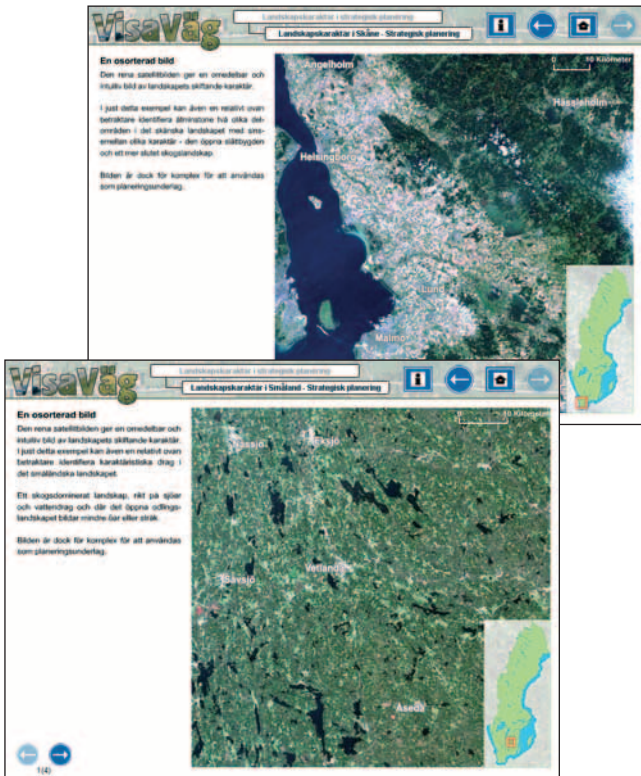 VisaVäg
Landskapskaraktär i strategisk planering
Landskapskaraktär i Skåne - Strategisk planering
En osorterad bild
Den rena satellitbilden ger en omedelbar och
intuitiv bild av landskapets skiftande karaktär.
I just detta exempel kan även en relativt ovan
betraktare identifiera åtminstone två olika del-
områden i det skånska landskapet med sins-
emellan olika karaktär - den öppna slättbygden
och ett mer slutet skogslandskap.
Bilden är dock för komplex för att användas
som planeringsunderlag.
Ängelholm
0 10 Kilometer
Hässleholm
Helsingborg
Lund
Malmö
VisaVäg
Landskapskaraktär i strategisk planering
Landskapskaraktär i Småland - Strategisk planering
En osorterad bild
Den rena satellitbilden ger en omedelbar och
intuitiv bild av landskapets skiftande karaktär.
I just detta exempel kan även en relativt ovan
betraktare identifiera karaktäristiska drag i
det småländska landskapet.
Ett skogsdominerat landskap, rikt på sjöar
och vattendrag och där det öppna odlings-
landskapet bildar mindre öar eller stråk.
Bilden är dock för komplex för att användas
som planeringsunderlag.
0 10 Kilometer
Nässjö
Eksjö
Vetlanda
Sävsjö
Åseda
1(4)